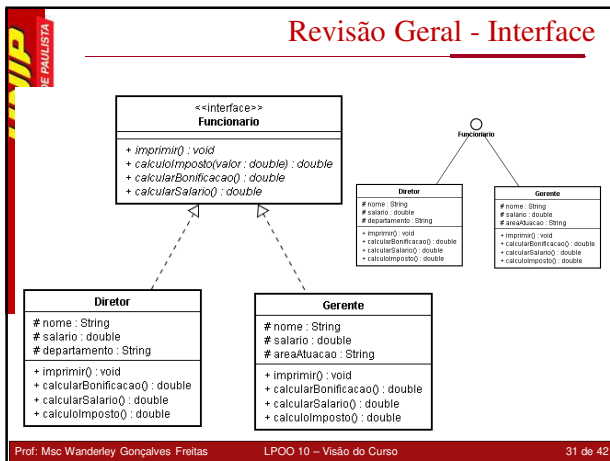 Revisão Geral - Interface
UNIP
DE PAULISTA
<<interface>>
Funcionario
+ imprimir() : void
+ calculoImposto(valor : double) : double
+ calcularBonificacao() : double
+ calcularSalario() : double
Funcionario
Diretor
# nome : String
# salario : double
# departamento : String
+ imprimir() : void
+ calcularBonificacao() : double
+ calcularSalario() : double
+ calculoImposto() : double
Gerente
# nome : String
# salario : double
# areaAtuacao : String
+ imprimir() : void
+ calcularBonificacao() : double
+ calcularSalario() : double
+ calculoImposto() : double
Diretor
# nome : String
# salario : double
# departamento : String
+ imprimir() : void
+ calcularBonificacao() : double
+ calcularSalario() : double
+ calculoImposto() : double
Gerente
# nome : String
# salario : double
# areaAtuacao : String
+ imprimir() : void
+ calcularBonificacao() : double
+ calcularSalario() : double
+ calculoImposto() : double
Prof: Msc Wanderley Gonçalves Freitas LPOO 10 – Visão do Curso 31 de 42